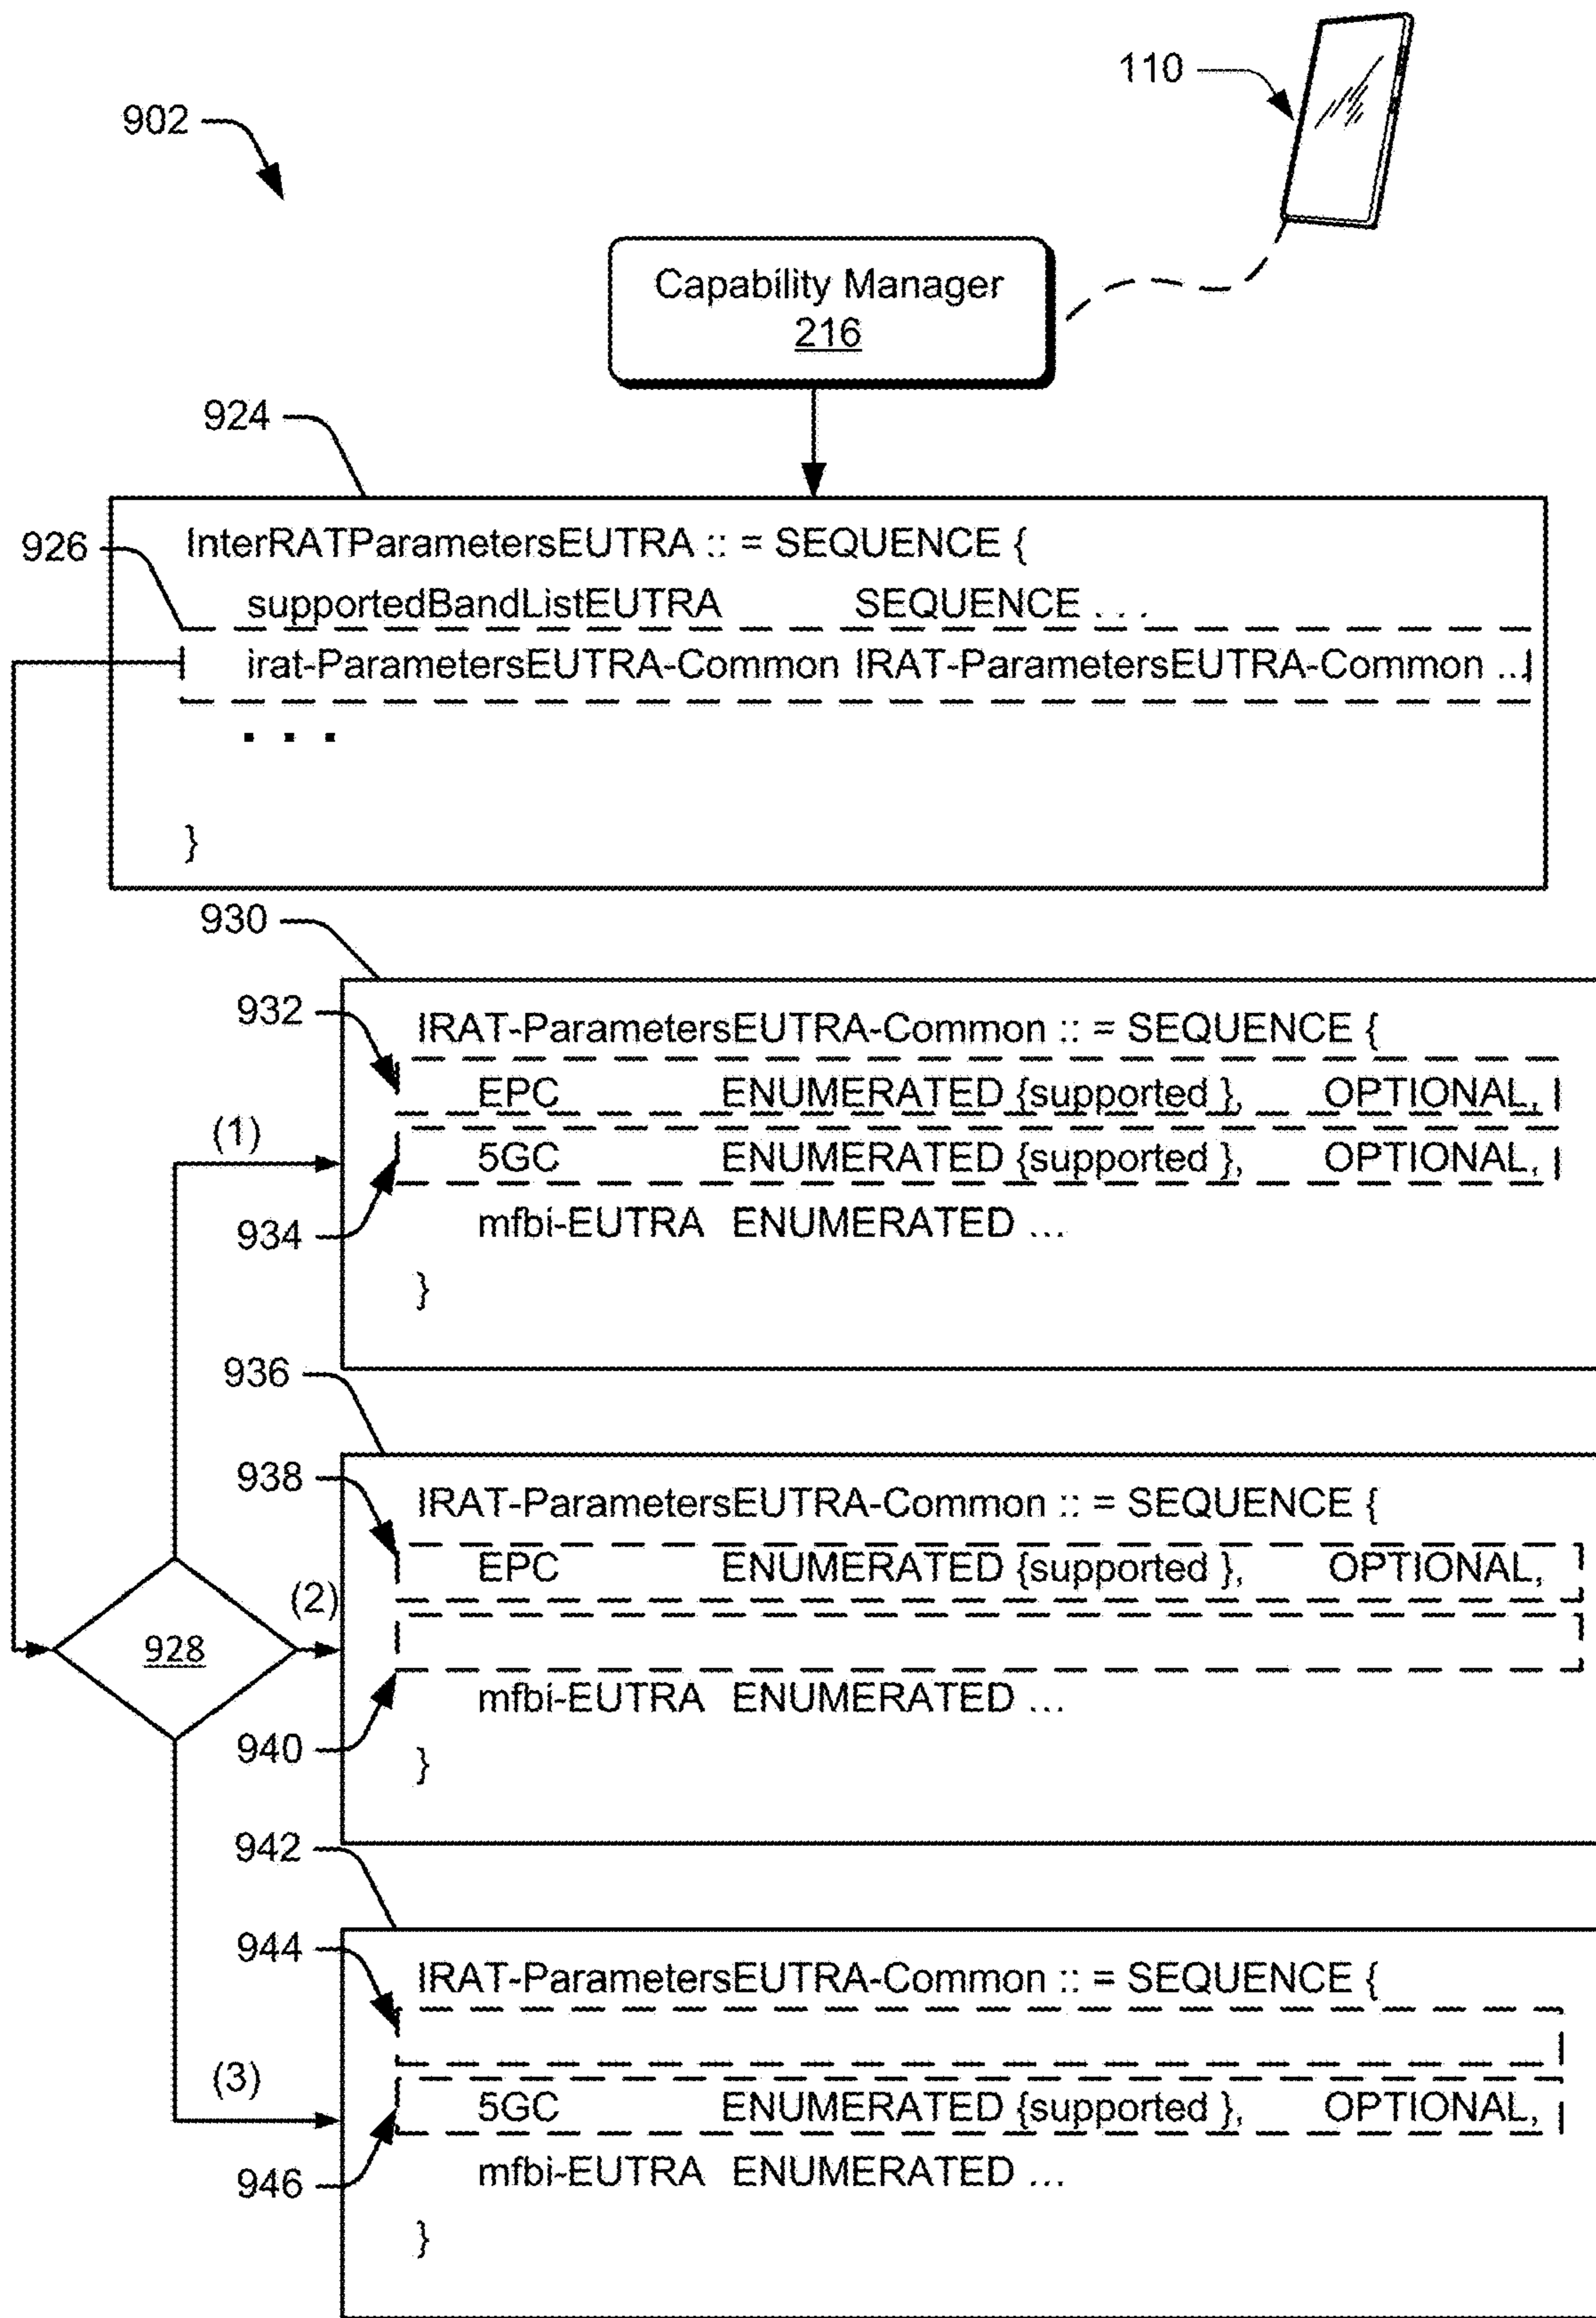 110
902
Capability Manager
216
924
926
InterRATParametersEUTRA :: = SEQUENCE {
supportedBandListEUTRA SEQUENCE . . .
irat-ParametersEUTRA-Common IRAT-ParametersEUTRA-Common ...
. . .
}
930
932
IRAT-ParametersEUTRA-Common :: = SEQUENCE {
EPC ENUMERATED {supported }, OPTIONAL,
(1)
5GC ENUMERATED {supported }, OPTIONAL,
934
mfbi-EUTRA ENUMERATED ...
}
936
938
IRAT-ParametersEUTRA-Common :: = SEQUENCE {
EPC ENUMERATED {supported }, OPTIONAL,
(2)
928
mfbi-EUTRA ENUMERATED ...
940
}
942
944
IRAT-ParametersEUTRA-Common :: = SEQUENCE {
(3)
5GC ENUMERATED {supported }, OPTIONAL,
946
mfbi-EUTRA ENUMERATED ...
}